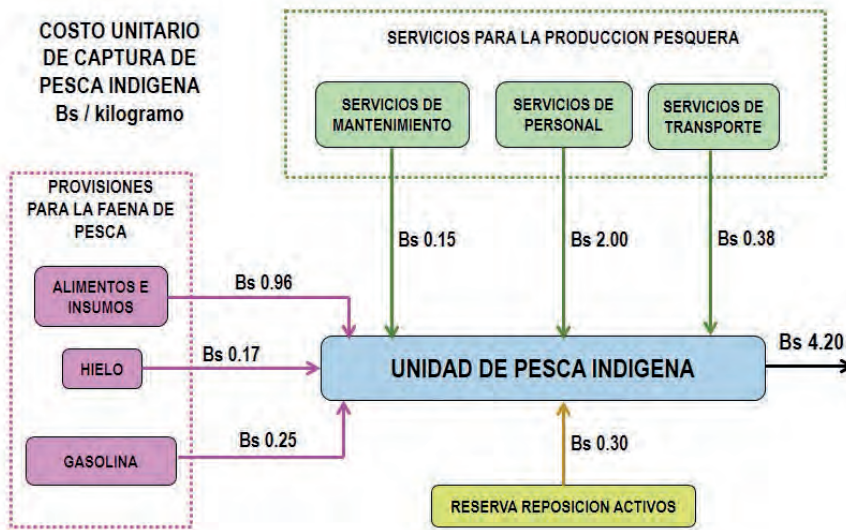 COSTO UNITARIO
DE CAPTURA DE
PESCA INDIGENA
Bs / kilogramo
SERVICIOS PARA LA PRODUCCION PESQUERA
SERVICIOS DE
MANTENIMIENTO
SERVICIOS DE
PERSONAL
SERVICIOS DE
TRANSPORTE
PROVISIONES
PARA LA FAENA DE
PESCA
Bs 0.15
Bs 2.00
Bs 0.38
ALIMENTOS E
INSUMOS
Bs 0.96
HIELO
Bs 0.17
UNIDAD DE PESCA INDIGENA
Bs 4.20
GASOLINA
Bs 0.25
Bs 0.30
RESERVA REPOSICION ACTIVOS